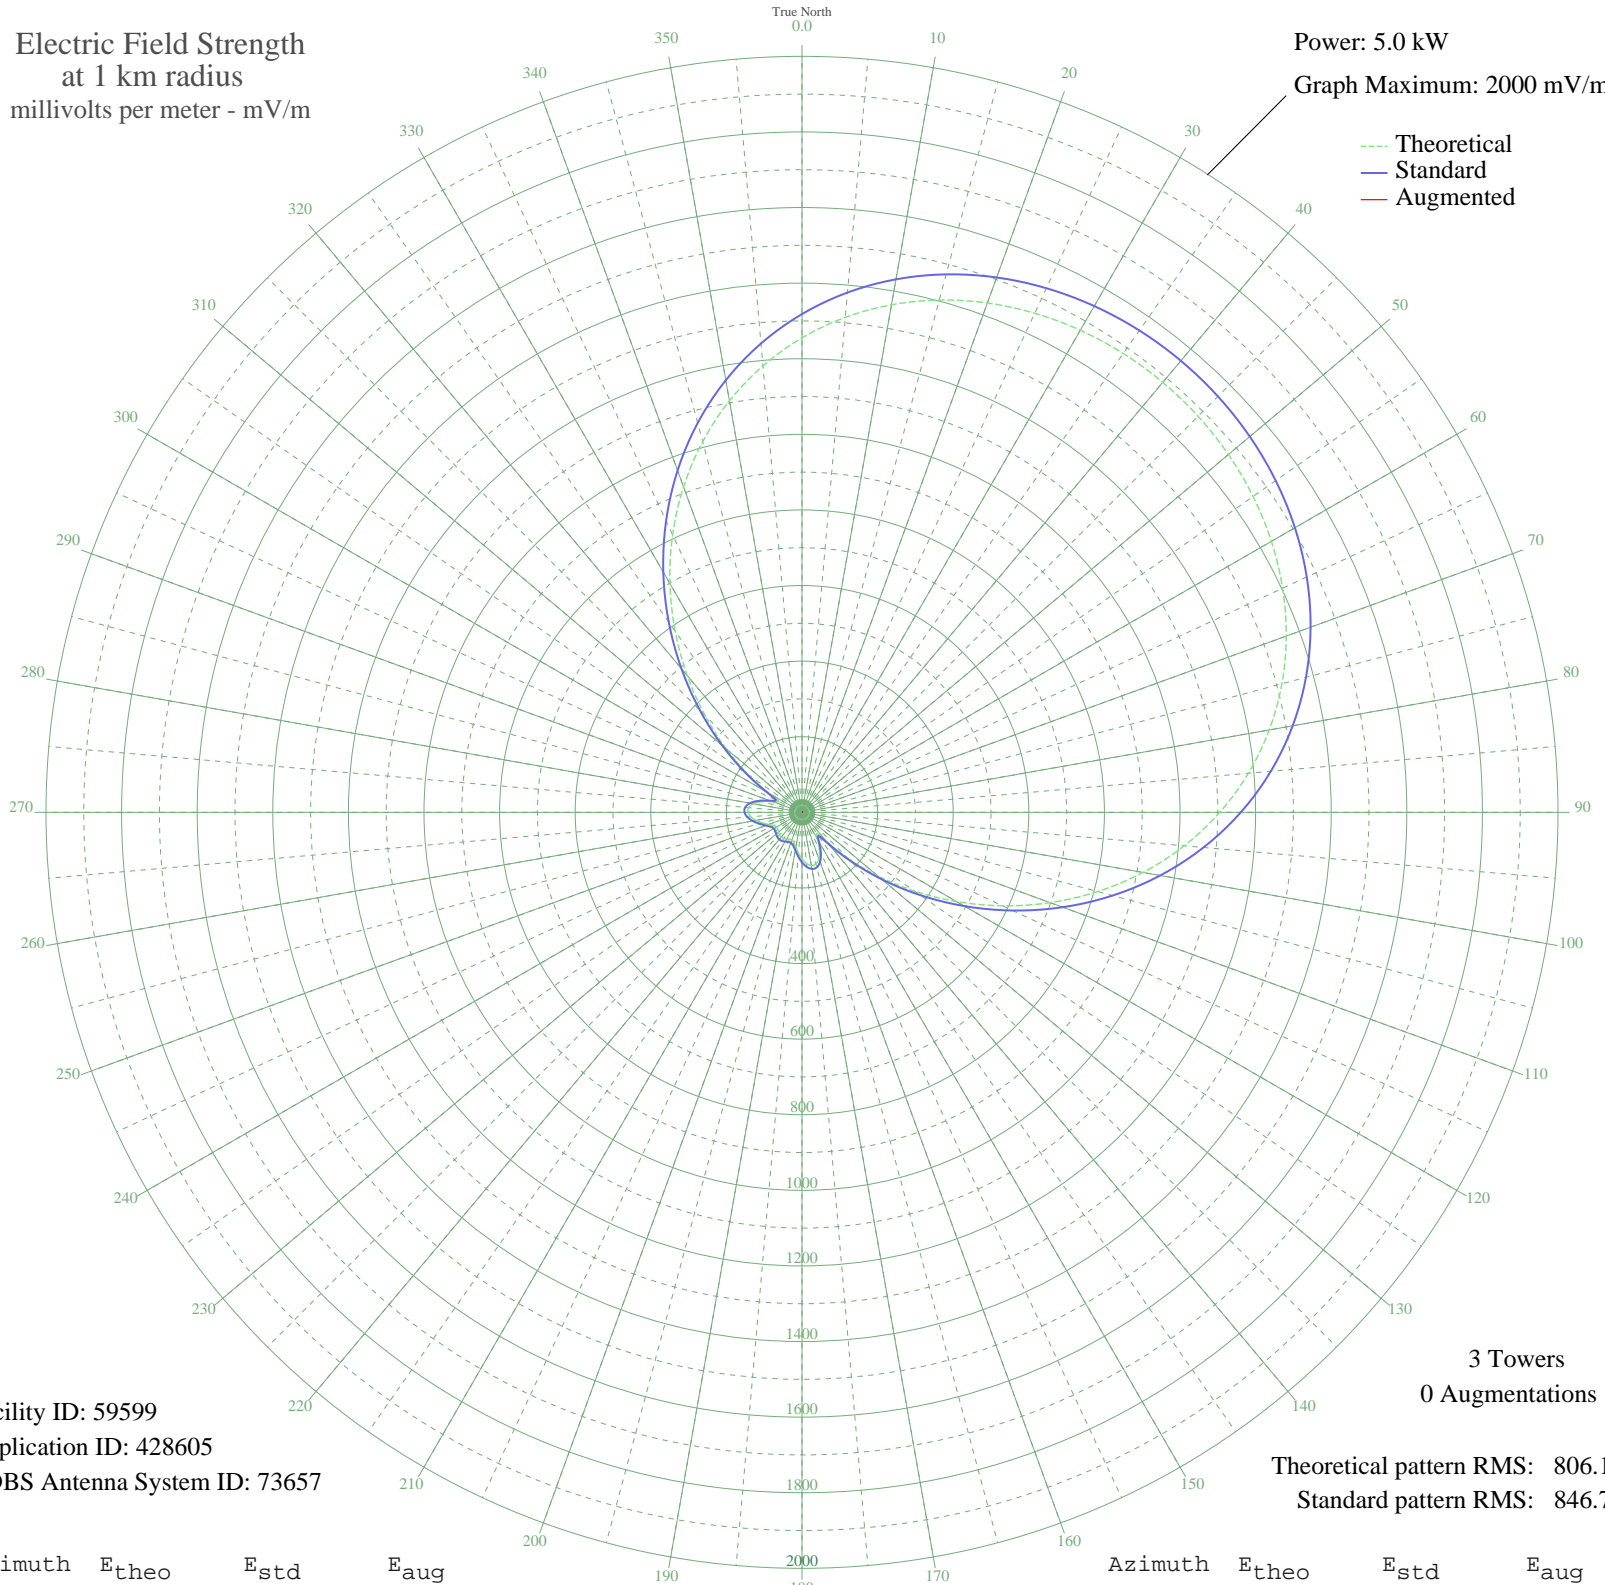 True North
0.0
Electric Field Strength
at 1 km radius
millivolts per meter - mV/m
Power: 5.0 kW
Graph Maximum: 2000 mV/m
Theoretical
Standard
Augmented
10
20
30
40
50
60
70
80
90
100
110
120
130
140
150
160
170
190
200
210
220
230
240
250
260
270
280
290
300
310
320
330
340
350
400
600
800
1000
1200
1400
1600
1800
2000
3 Towers
0 Augmentations
cility ID: 59599
plication ID: 428605
DBS Antenna System ID: 73657
Theoretical pattern RMS: 806.1
Standard pattern RMS: 846.7
imuth Etheo Estd Eaug
Azimuth Etheo Estd Eaug